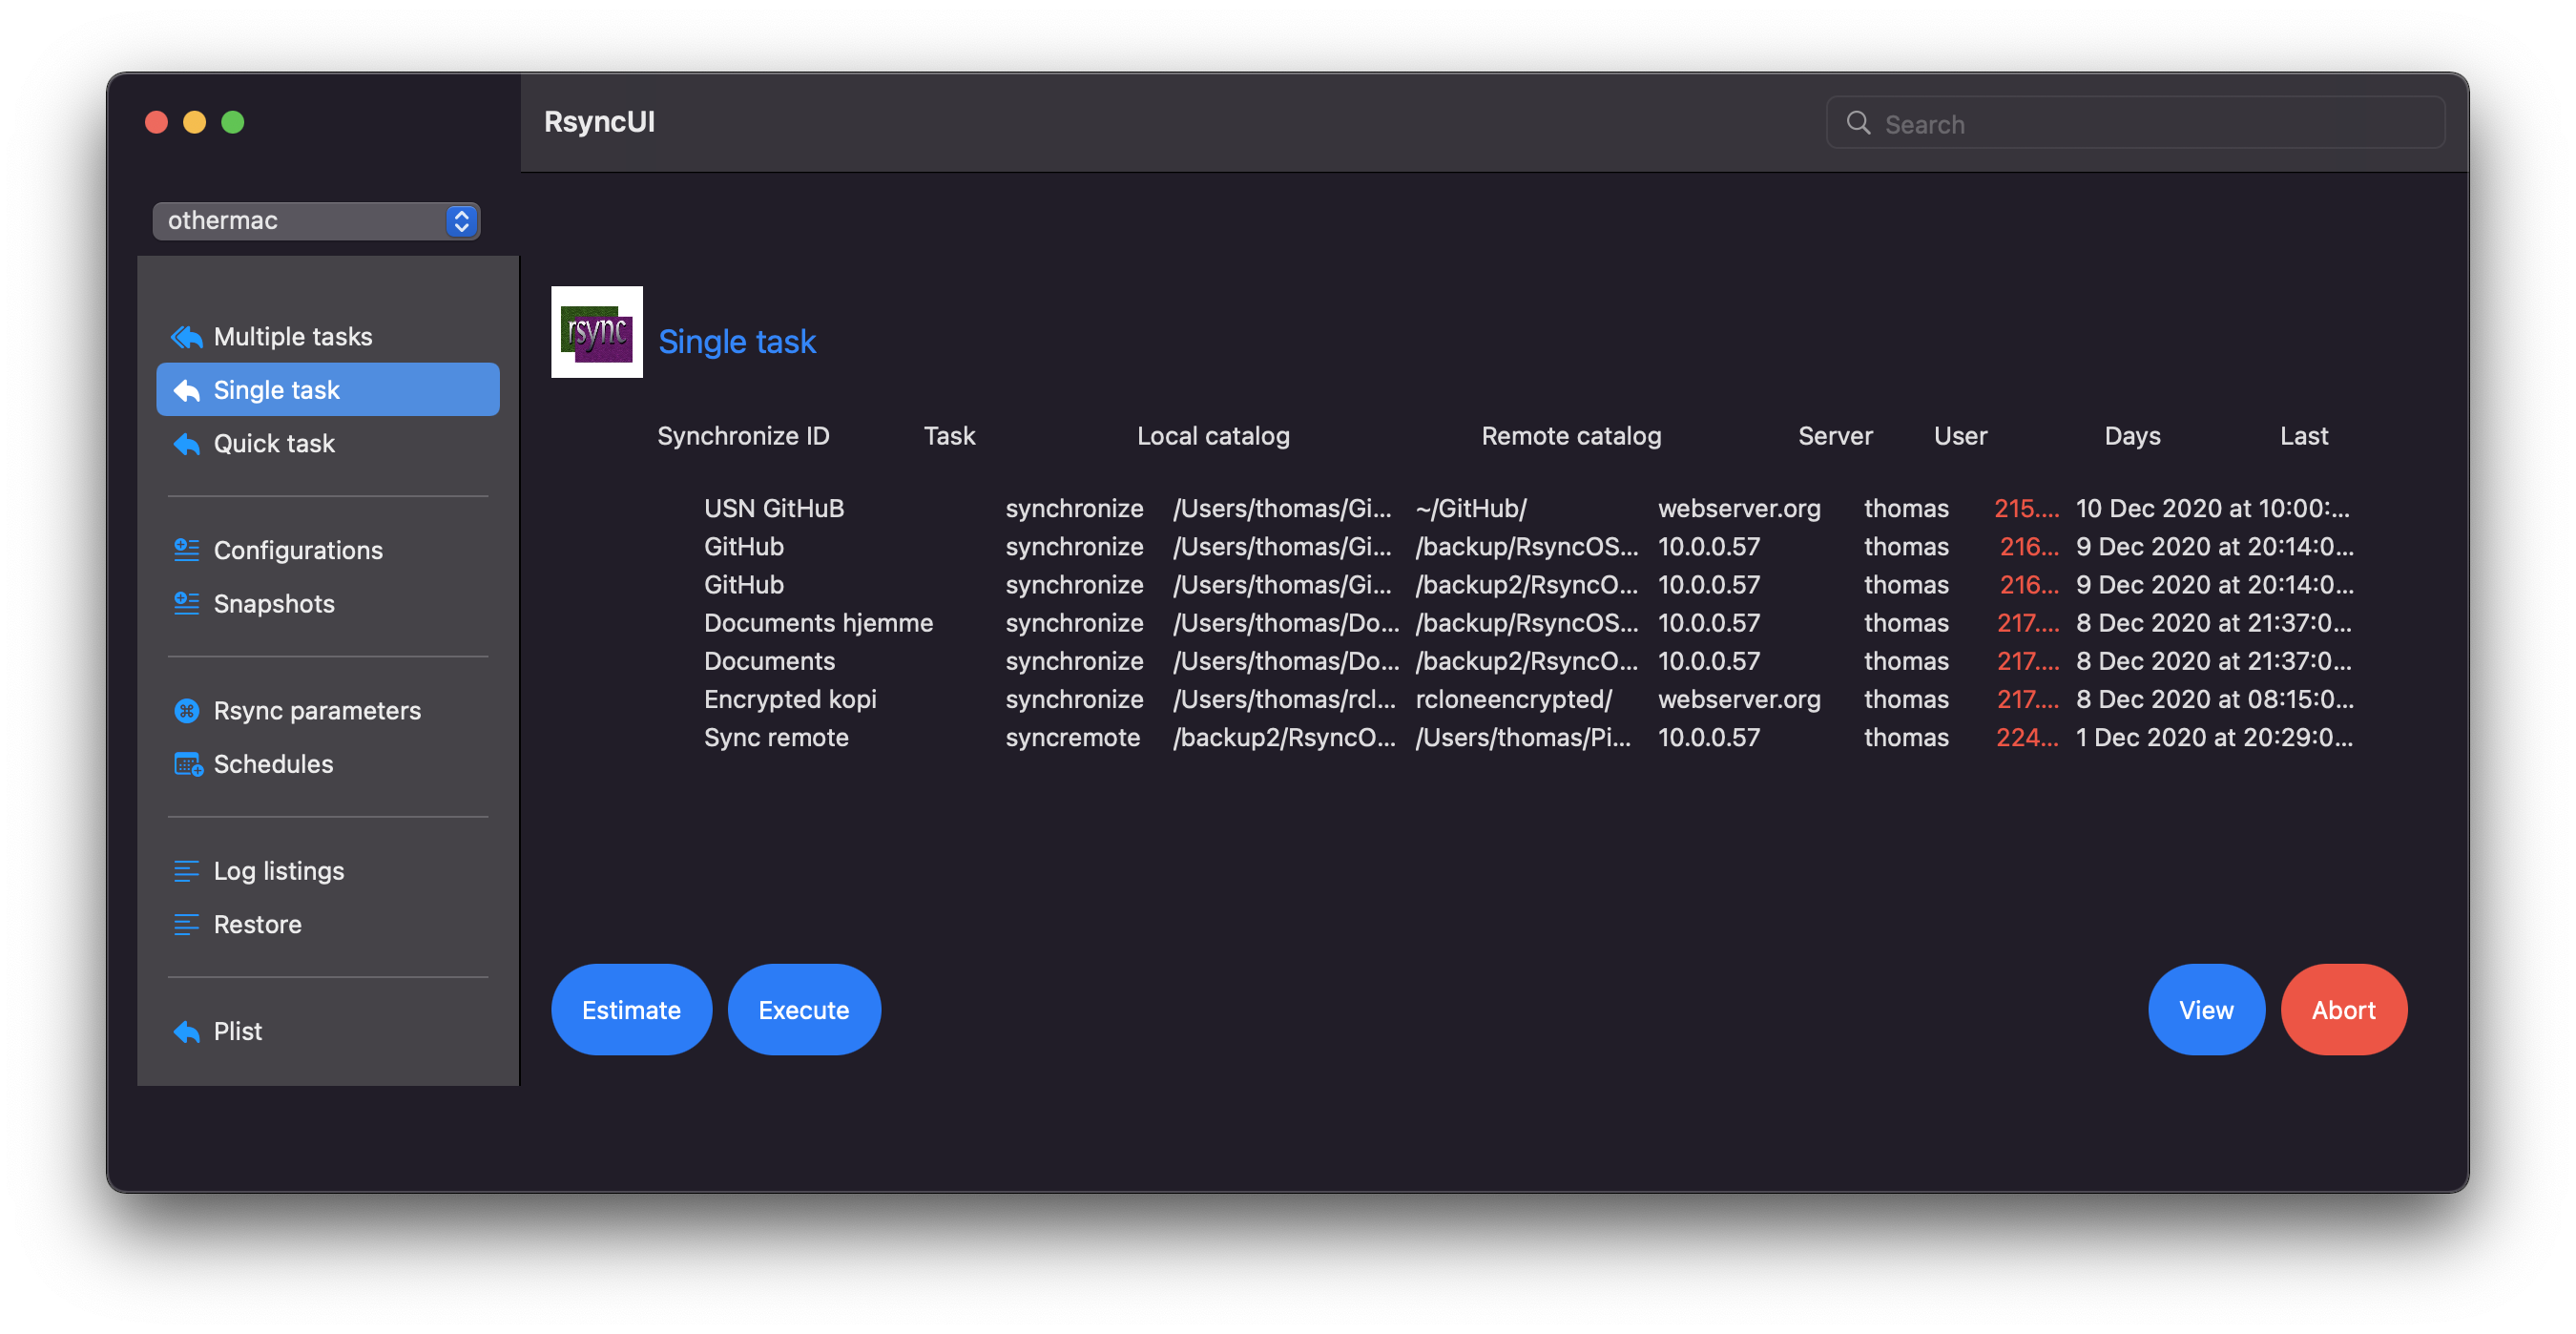 RsyncUI
Search
othermac
Multiple tasks
Single task
Quick task
Configurations
Snapshots
Rsync parameters
Schedules
Log listings
Restore
Plist
rsync
Single task
Synchronize ID Task Local catalog Remote catalog Server User Days Last
USN GitHuB synchronize /Users/thomas/Gi... ~/GitHub/ webserver.org thomas 215.... 10 Dec 2020 at 10:00:...
GitHub synchronize /Users/thomas/Gi... /backup/RsyncOS... 10.0.0.57 thomas 216... 9 Dec 2020 at 20:14:0...
GitHub synchronize /Users/thomas/Gi... /backup2/RsyncO... 10.0.0.57 thomas 216... 9 Dec 2020 at 20:14:0...
Documents hjemme synchronize /Users/thomas/Do... /backup/RsyncOS... 10.0.0.57 thomas 217.... 8 Dec 2020 at 21:37:0...
Documents synchronize /Users/thomas/Do... /backup2/RsyncO... 10.0.0.57 thomas 217.... 8 Dec 2020 at 21:37:0...
Encrypted kopi synchronize /Users/thomas/rcl... rcloneencrypted/ webserver.org thomas 217.... 8 Dec 2020 at 08:15:0...
Sync remote syncremote /backup2/RsyncO... /Users/thomas/Pi... 10.0.0.57 thomas 224... 1 Dec 2020 at 20:29:0...
Estimate Execute View Abort